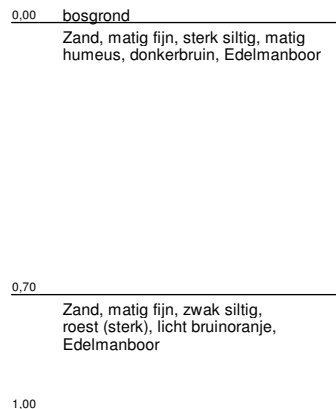 0,00 bosgrond
Zand, matig fijn, sterk siltig, matig
humeus, donkerbruin, Edelmanboor
0,70
Zand, matig fijn, zwak siltig,
roest (sterk), licht bruinoranje,
Edelmanboor
1,00